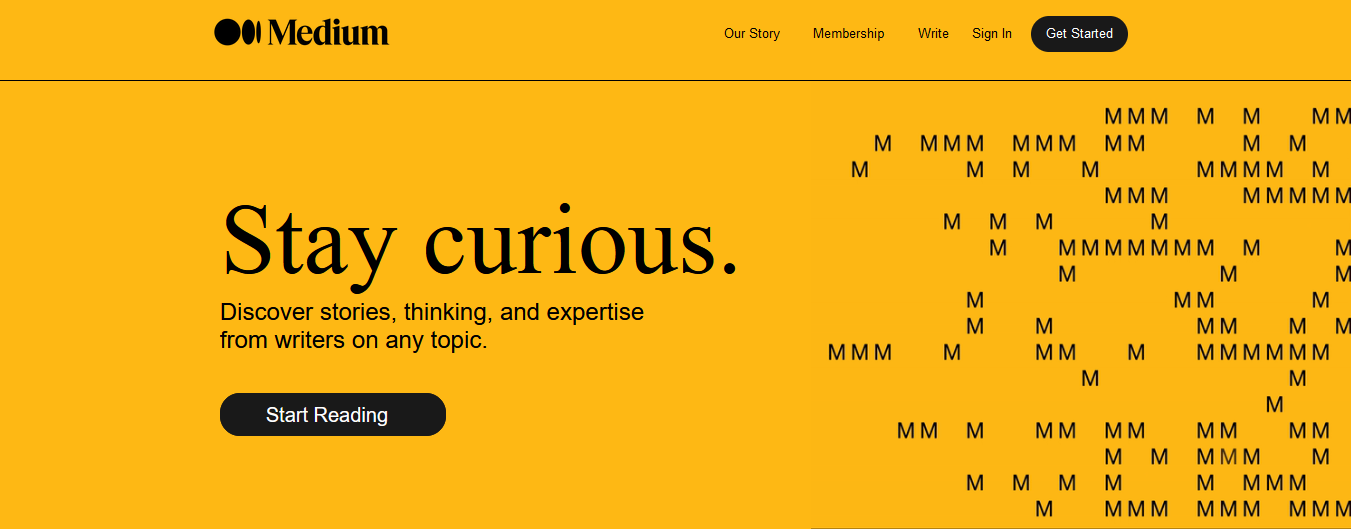 Medium
Our Story Membership Write Sign In Get Started
Stay curious.
Discover stories, thinking, and expertise
from writers on any topic.
Start Reading
MMM M M MM
M MMM MMM MM M M
M M M M MMMM M
MMM MMMMM
M M M M
M MMMMMMM M M
M M M
M MM M
M M MM M M
MMM M MM M MMMMMM
M M
M
MM M MM MM MM MM
M M MMM M
M M M M M MMM
M MMM MMM MMM